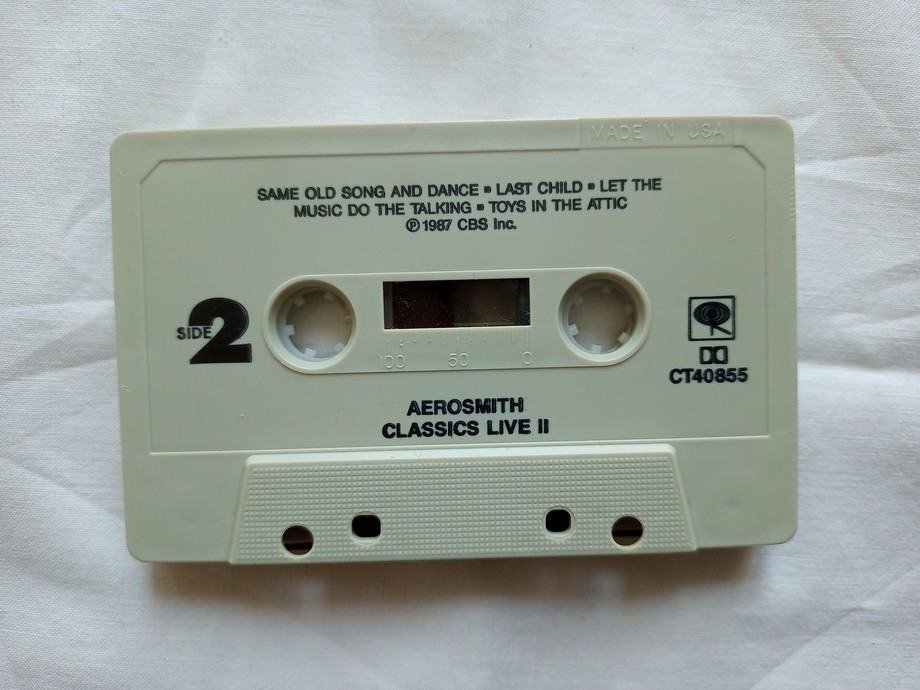 MADE IN USA
SAME OLD SONG AND DANCE ▪ LAST CHILD ▪ LET THE
MUSIC DO THE TALKING ▪ TOYS IN THE ATTIC
℗ 1987 CBS Inc.
SIDE 2
100 50 0
CT40855
AEROSMITH
CLASSICS LIVE II